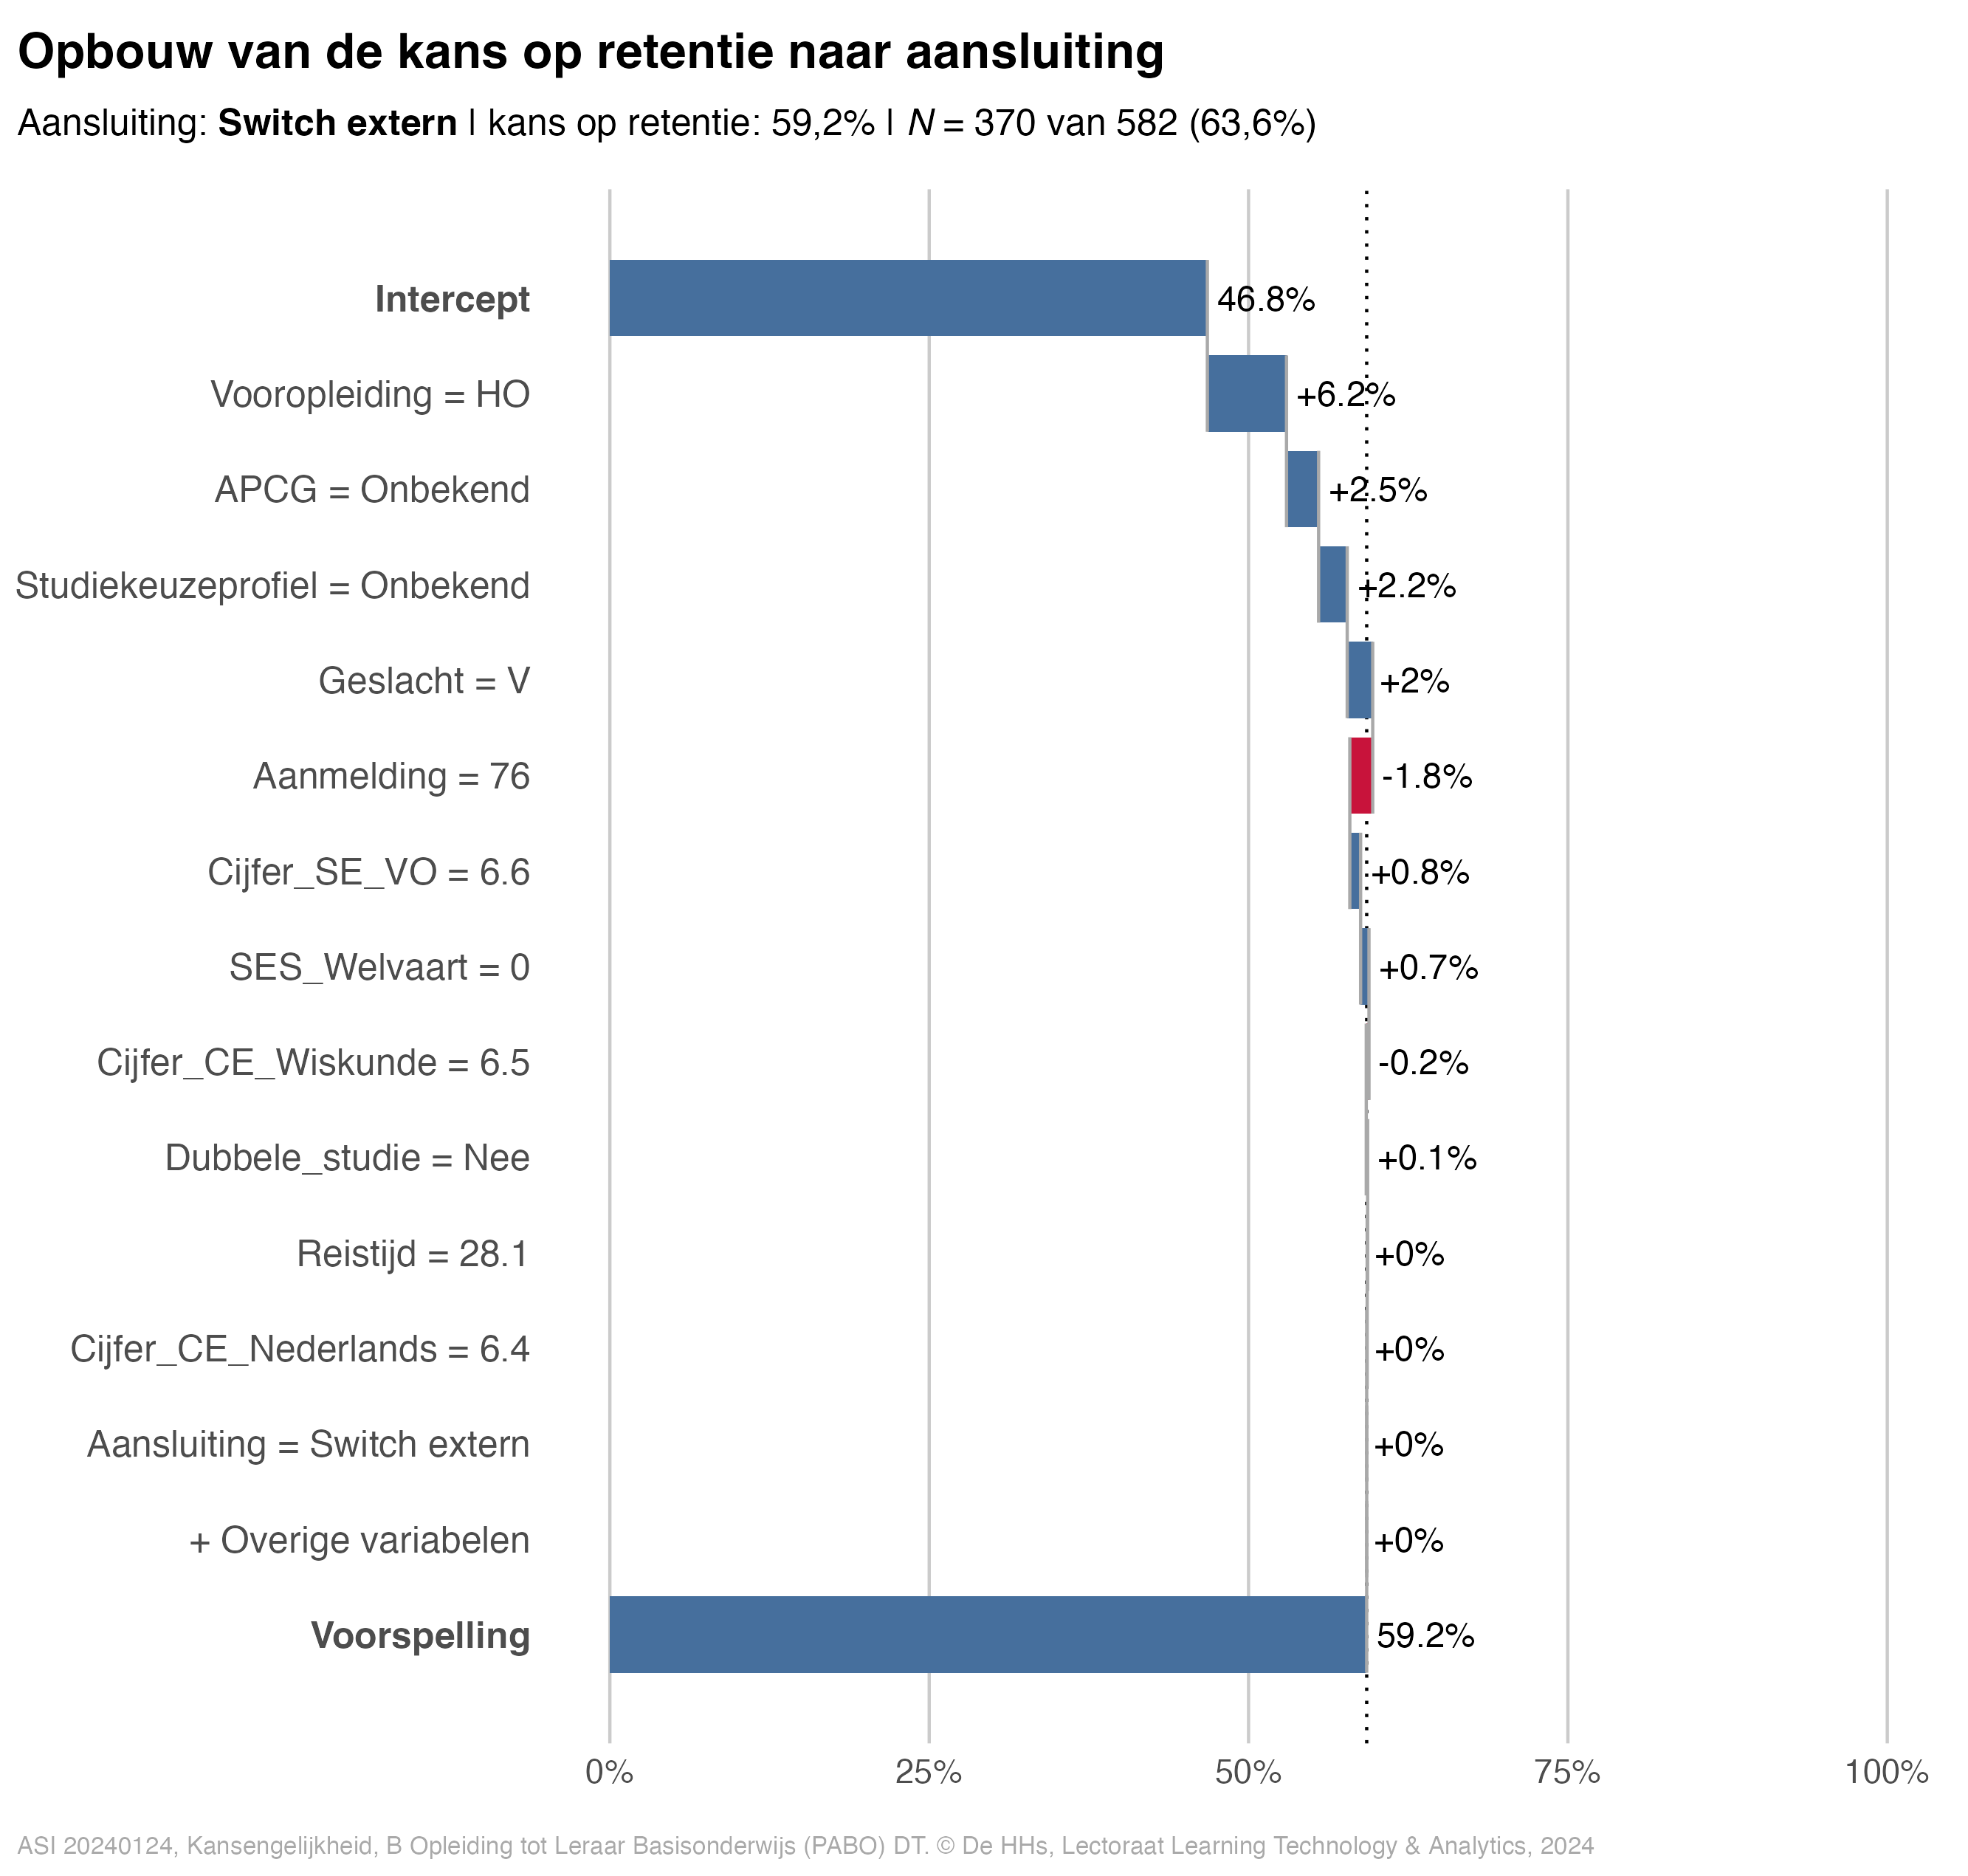 Opbouw van de kans op retentie naar aansluiting
Aansluiting: Switch extern | kans op retentie: 59,2% | N = 370 van 582 (63,6%)
Intercept 46.8%
Vooropleiding = HO +6.2%
APCG = Onbekend +2.5%
Studiekeuzeprofiel = Onbekend +2.2%
Geslacht = V +2%
Aanmelding = 76 -1.8%
Cijfer_SE_VO = 6.6 +0.8%
SES_Welvaart = 0 +0.7%
Cijfer_CE_Wiskunde = 6.5 -0.2%
Dubbele_studie = Nee +0.1%
Reistijd = 28.1 +0%
Cijfer_CE_Nederlands = 6.4 +0%
Aansluiting = Switch extern +0%
+ Overige variabelen +0%
Voorspelling 59.2%
0% 25% 50% 75% 100%
ASI 20240124, Kansengelijkheid, B Opleiding tot Leraar Basisonderwijs (PABO) DT. © De HHs, Lectoraat Learning Technology & Analytics, 2024